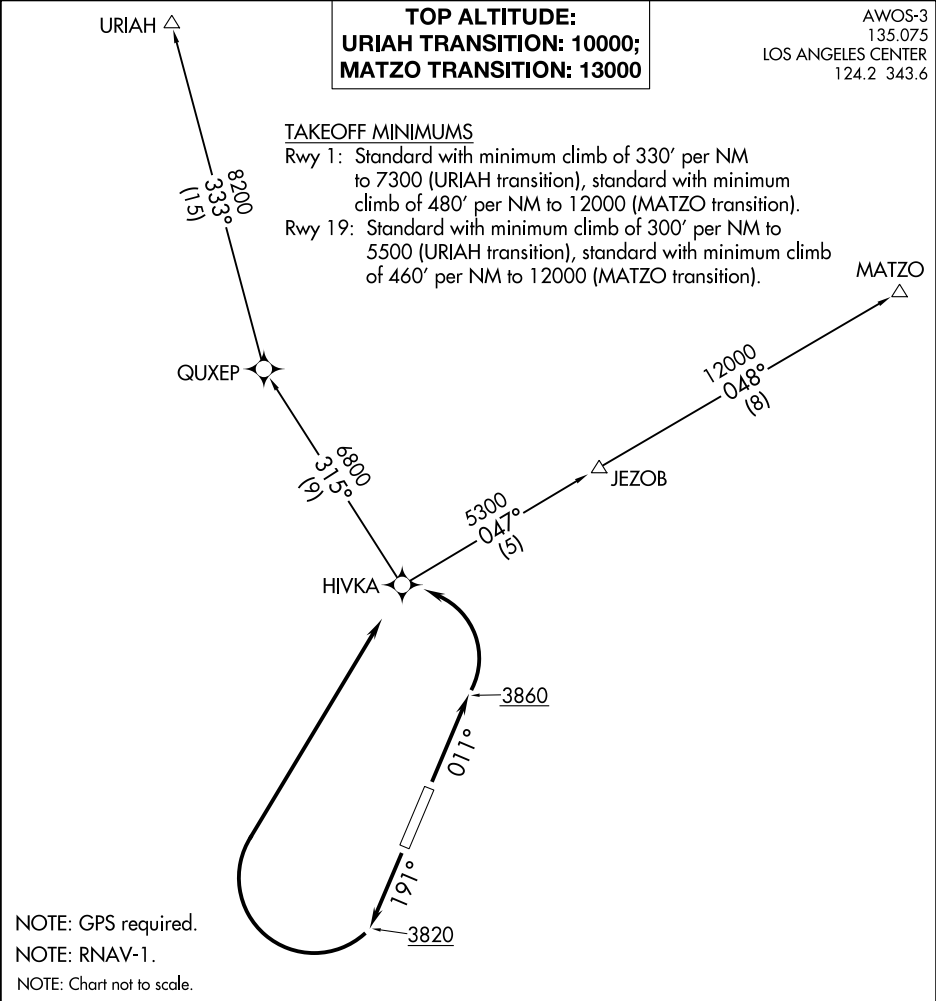 TOP ALTITUDE:
URIAH TRANSITION: 10000;
MATZO TRANSITION: 13000
AWOS-3
135.075
LOS ANGELES CENTER
124.2 343.6
URIAH
TAKEOFF MINIMUMS
Rwy 1: Standard with minimum climb of 330' per NM
to 7300 (URIAH transition), standard with minimum
climb of 480' per NM to 12000 (MATZO transition).
Rwy 19: Standard with minimum climb of 300' per NM to
5500 (URIAH transition), standard with minimum climb
of 460' per NM to 12000 (MATZO transition).
8200
333°
(15)
MATZO
QUXEP
12000
048°
(8)
6800
315°
(9)
JEZOB
5300
047°
(5)
HIVKA
3860
011°
191°
3820
NOTE: GPS required.
NOTE: RNAV-1.
NOTE: Chart not to scale.